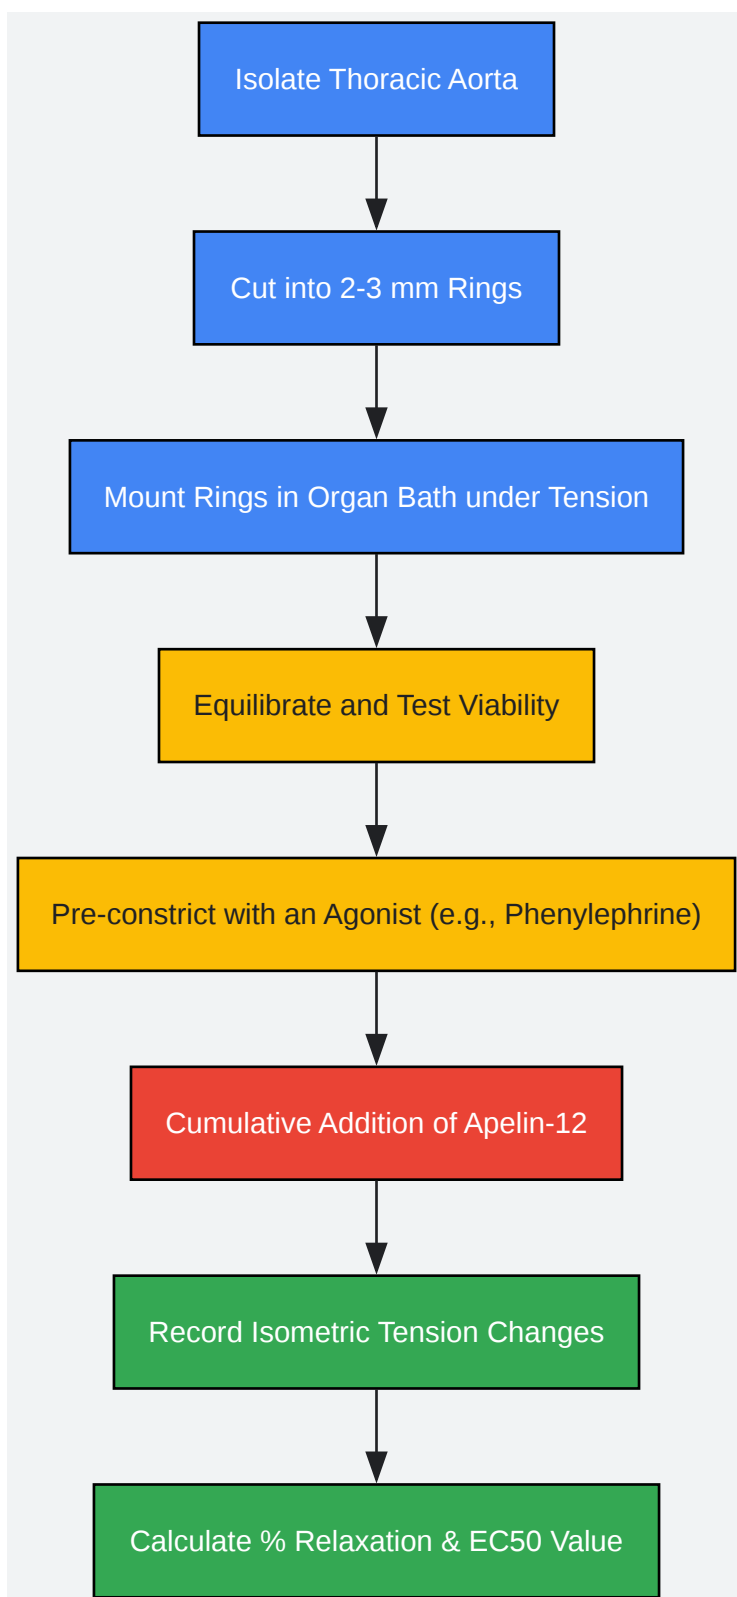 Isolate Thoracic Aorta
Cut into 2-3 mm Rings
Mount Rings in Organ Bath under Tension
Equilibrate and Test Viability
Pre-constrict with an Agonist (e.g., Phenylephrine)
Cumulative Addition of Apelin-12
Record Isometric Tension Changes
Calculate % Relaxation & EC50 Value